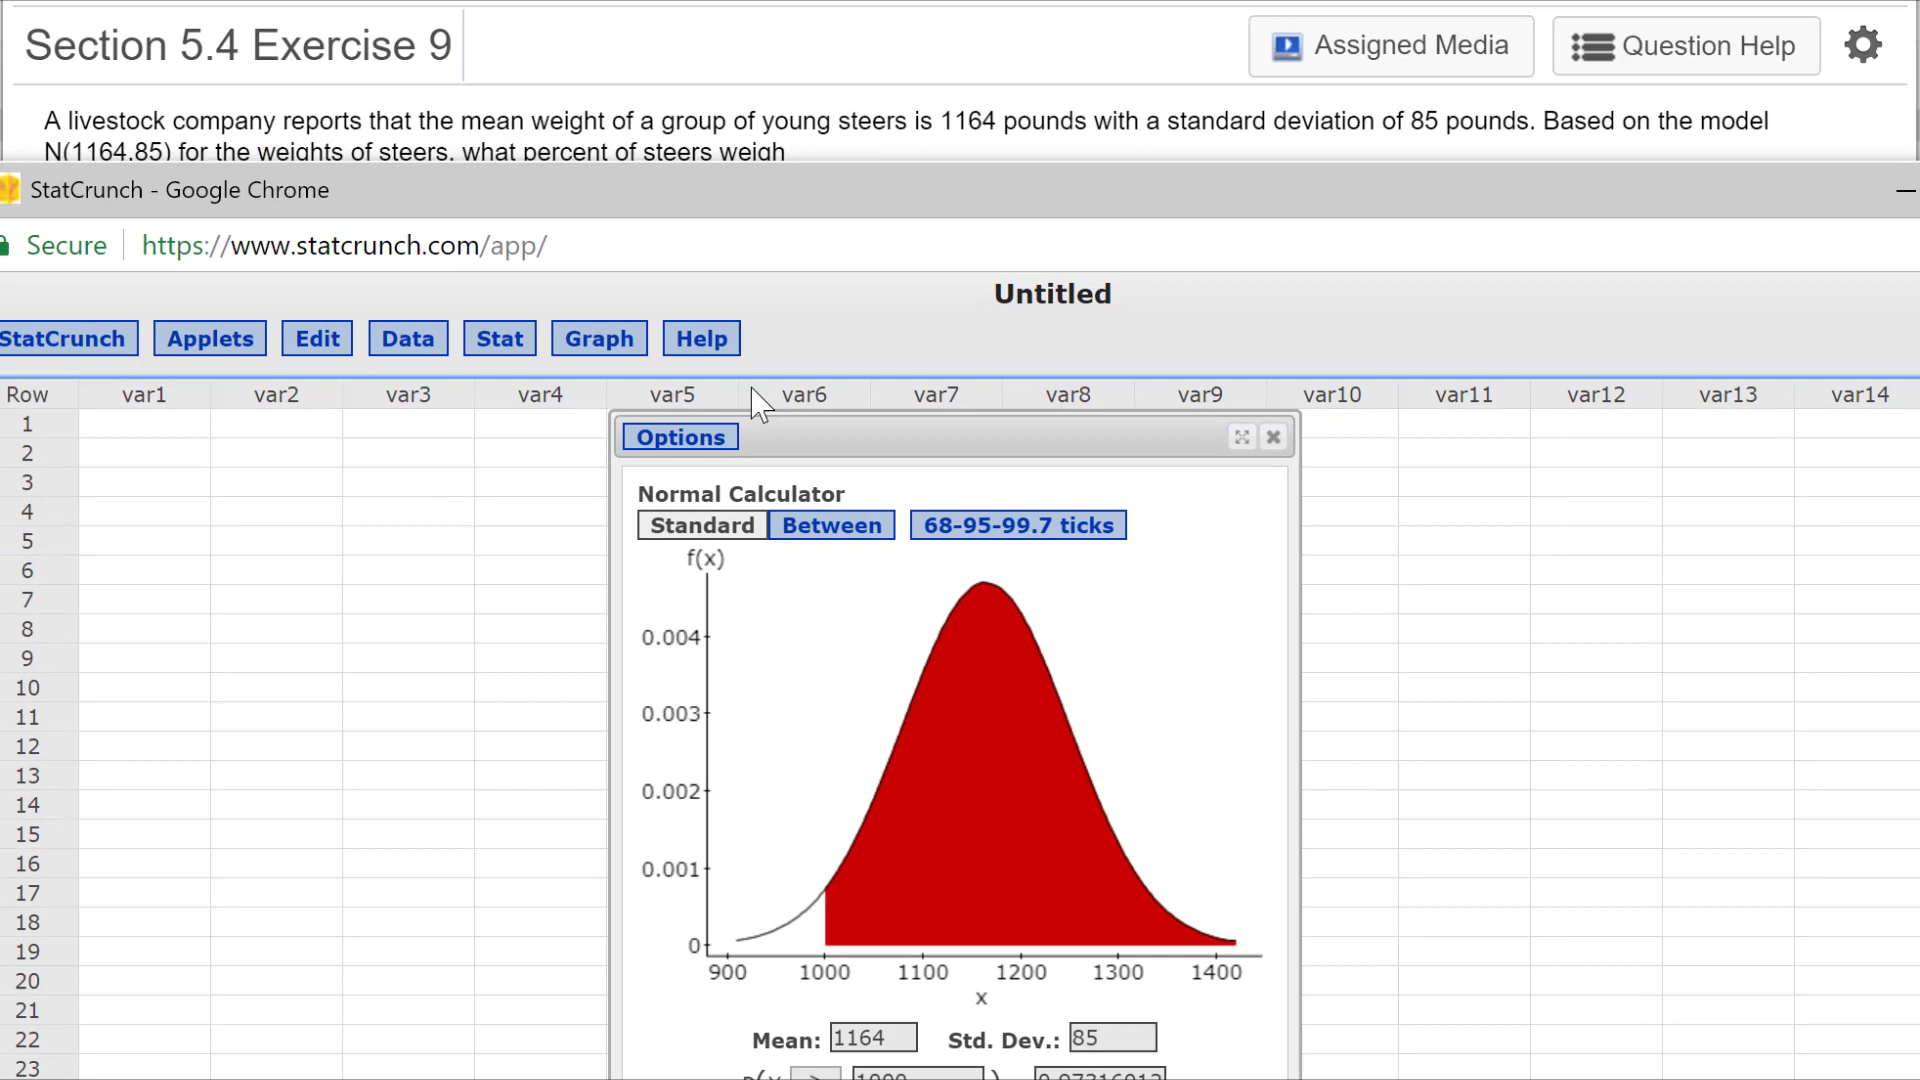 Section 5.4 Exercise 9
Assigned Media
Question Help
A livestock company reports that the mean weight of a group of young steers is 1164 pounds with a standard deviation of 85 pounds. Based on the model
N(1164,85) for the weights of steers, what percent of steers weigh
StatCrunch - Google Chrome
Secure https://www.statcrunch.com/app/
Untitled
StatCrunch Applets Edit Data Stat Graph Help
Row var1 var2 var3 var4 var5 var6 var7 var8 var9 var10 var11 var12 var13 var14
1
2
3
4
5
6
7
8
9
10
11
12
13
14
15
16
17
18
19
20
21
22
23
Options
Normal Calculator
Standard Between 68-95-99.7 ticks
f(x)
0.004
0.003
0.002
0.001
0
900 1000 1100 1200 1300 1400
x
Mean: 1164 Std. Dev.: 85